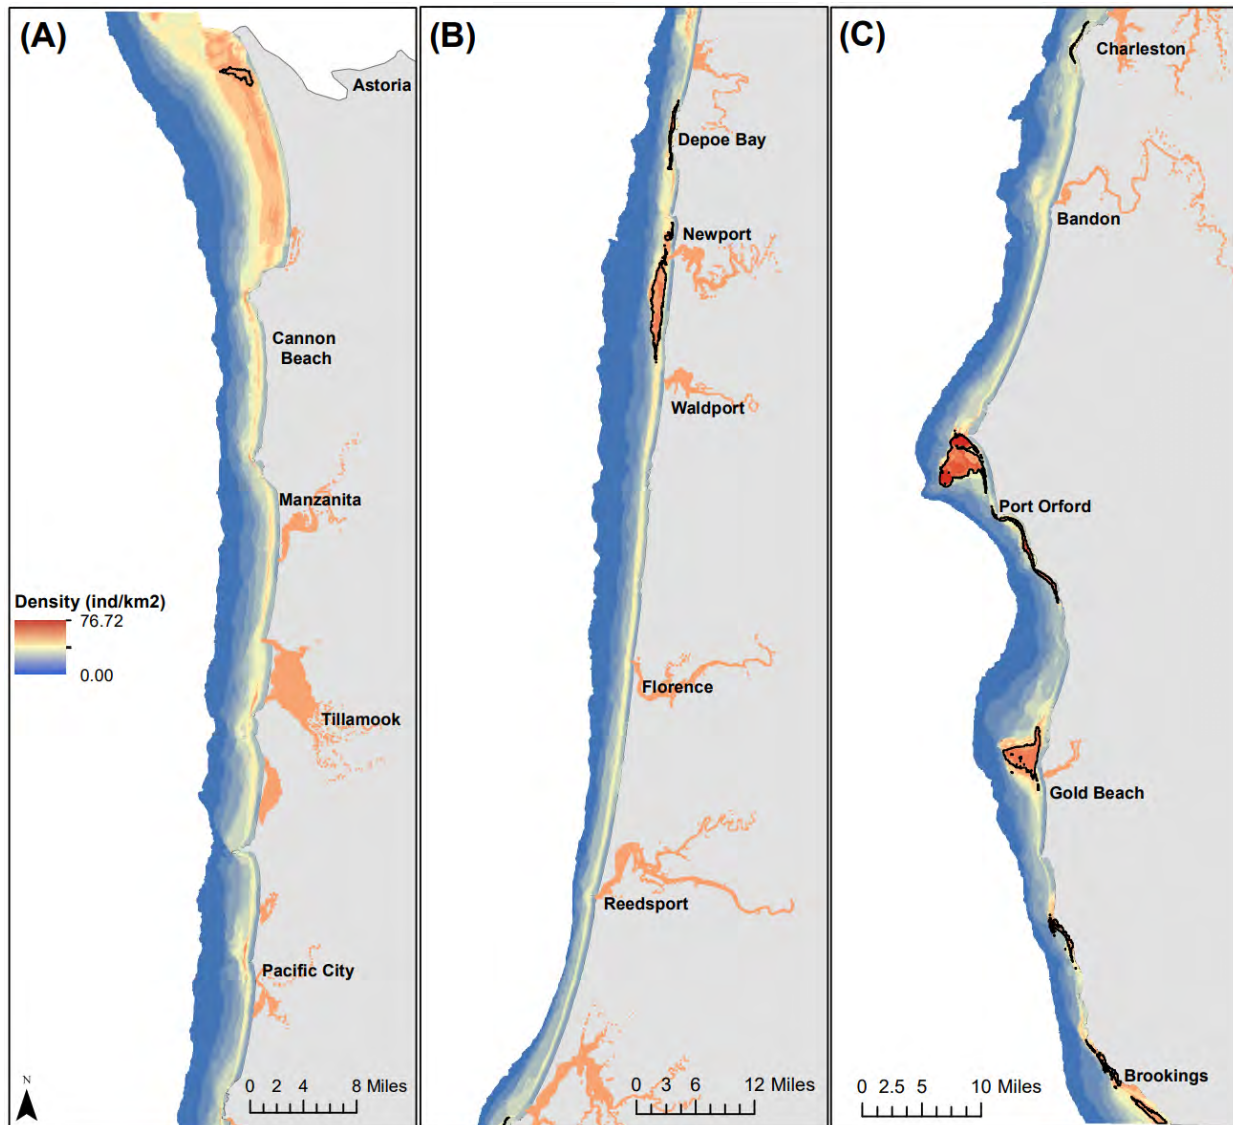 (A)
Astoria
Cannon
Beach
Manzanita
Density (ind/km2)
76.72
0.00
Tillamook
Pacific City
N
0 2 4 8 Miles
(B)
Depoe Bay
Newport
Waldport
Florence
Reedsport
0 3 6 12 Miles
(C)
Charleston
Bandon
Port Orford
Gold Beach
Brookings
0 2.5 5 10 Miles